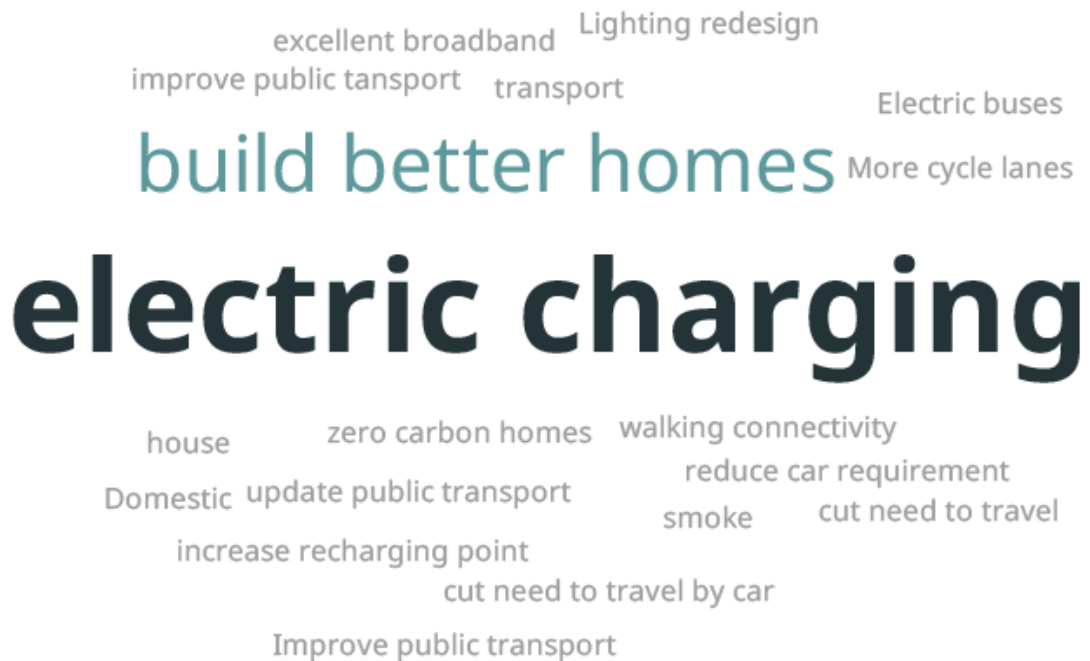 Lighting redesign
excellent broadband
improve public tansport
transport
Electric buses
build better homes
More cycle lanes
electric charging
house
zero carbon homes
walking connectivity
reduce car requirement
Domestic
update public transport
smoke
cut need to travel
increase recharging point
cut need to travel by car
Improve public transport